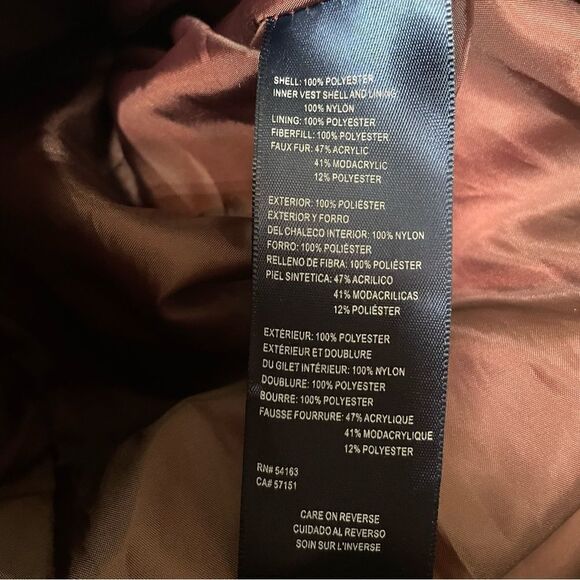 SHELL: 100% POLYESTER
INNER VEST SHELL AND LINING:
100% NYLON
LINING: 100% POLYESTER
FIBERFILL: 100% POLYESTER
FAUX FUR: 47% ACRYLIC
41% MODACRYLIC
12% POLYESTER
EXTERIOR: 100% POLIÉSTER
EXTERIOR Y FORRO
DEL CHALECO INTERIOR: 100% NYLON
FORRO: 100% POLIÉSTER
RELLENO DE FIBRA: 100% POLIÉSTER
PIEL SINTETICA: 47% ACRILICO
41% MODACRILICAS
12% POLIÉSTER
EXTÉRIEUR: 100% POLYESTER
EXTÉRIEUR ET DOUBLURE
DU GILET INTÉRIEUR: 100% NYLON
DOUBLURE: 100% POLYESTER
BOURRE: 100% POLYESTER
FAUSSE FOURRURE: 47% ACRYLIQUE
41% MODACRYLIQUE
12% POLYESTER
RN# 54163
CA# 57151
CARE ON REVERSE
CUIDADO AL REVERSO
SOIN SUR L'INVERSE